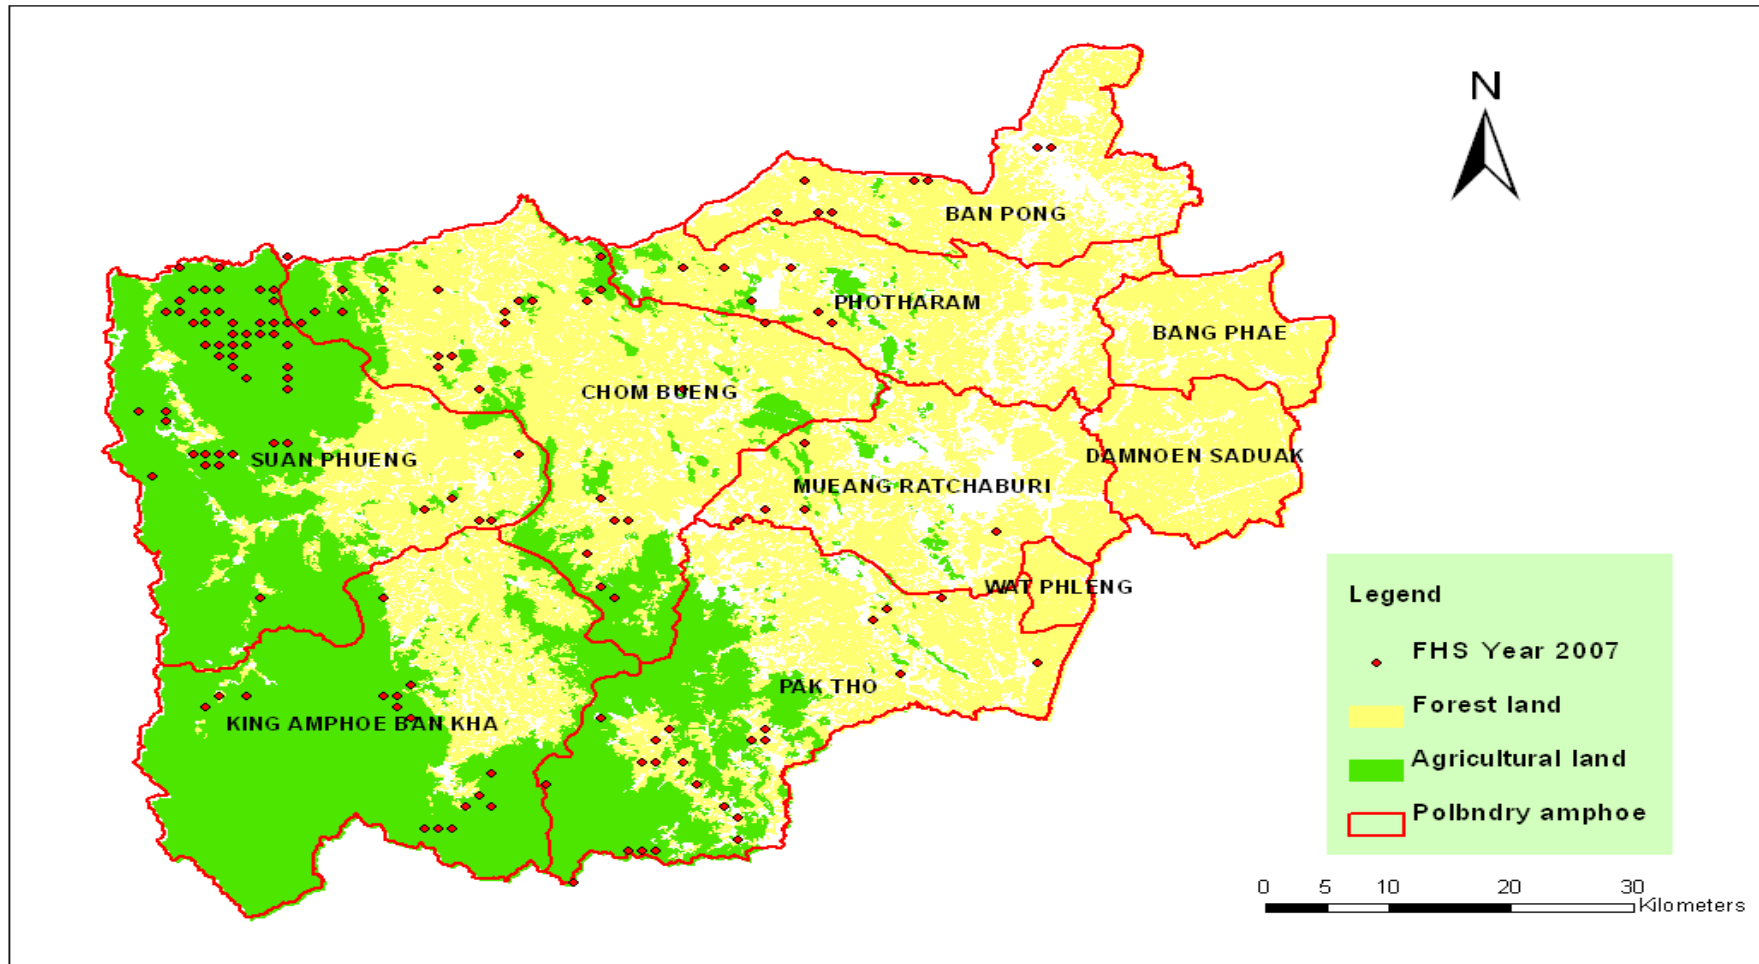 N
BAN PONG
PHOTHARAM
BANG PHAE
CHOM BUENG
SUAN PHUENG
DAMNOEN SADUAK
MUEANG RATCHABURI
WAT PHLENG
PAK THO
KING AMPHOE BAN KHA
Legend
FHS Year 2007
Forest land
Agricultural land
Polbndry amphoe
0 5 10 20 30
Kilometers